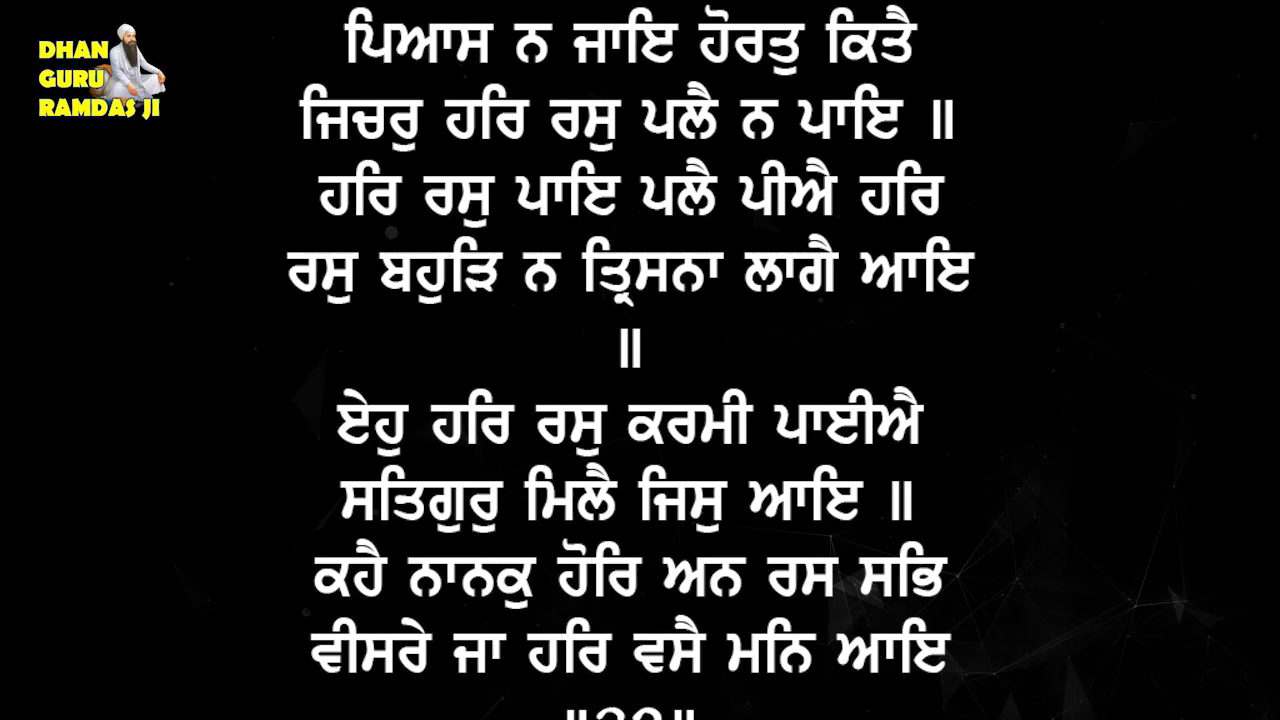 DHAN
GURU
RAMDAS JI
ਪਿਆਸ ਨ ਜਾਇ ਹੋਰਤੁ ਕਿਤੈ
ਜਿਚਰੁ ਹਰਿ ਰਸੁ ਪਲੈ ਨ ਪਾਇ ॥
ਹਰਿ ਰਸੁ ਪਾਇ ਪਲੈ ਪੀਐ ਹਰਿ
ਰਸੁ ਬਹੁੜਿ ਨ ਤ੍ਰਿਸਨਾ ਲਾਗੈ ਆਇ
॥
ਏਹੁ ਹਰਿ ਰਸੁ ਕਰਮੀ ਪਾਈਐ
ਸਤਿਗੁਰੁ ਮਿਲੈ ਜਿਸੁ ਆਇ ॥
ਕਹੈ ਨਾਨਕੁ ਹੋਰਿ ਅਨ ਰਸ ਸਭਿ
ਵੀਸਰੇ ਜਾ ਹਰਿ ਵਸੈ ਮਨਿ ਆਇ